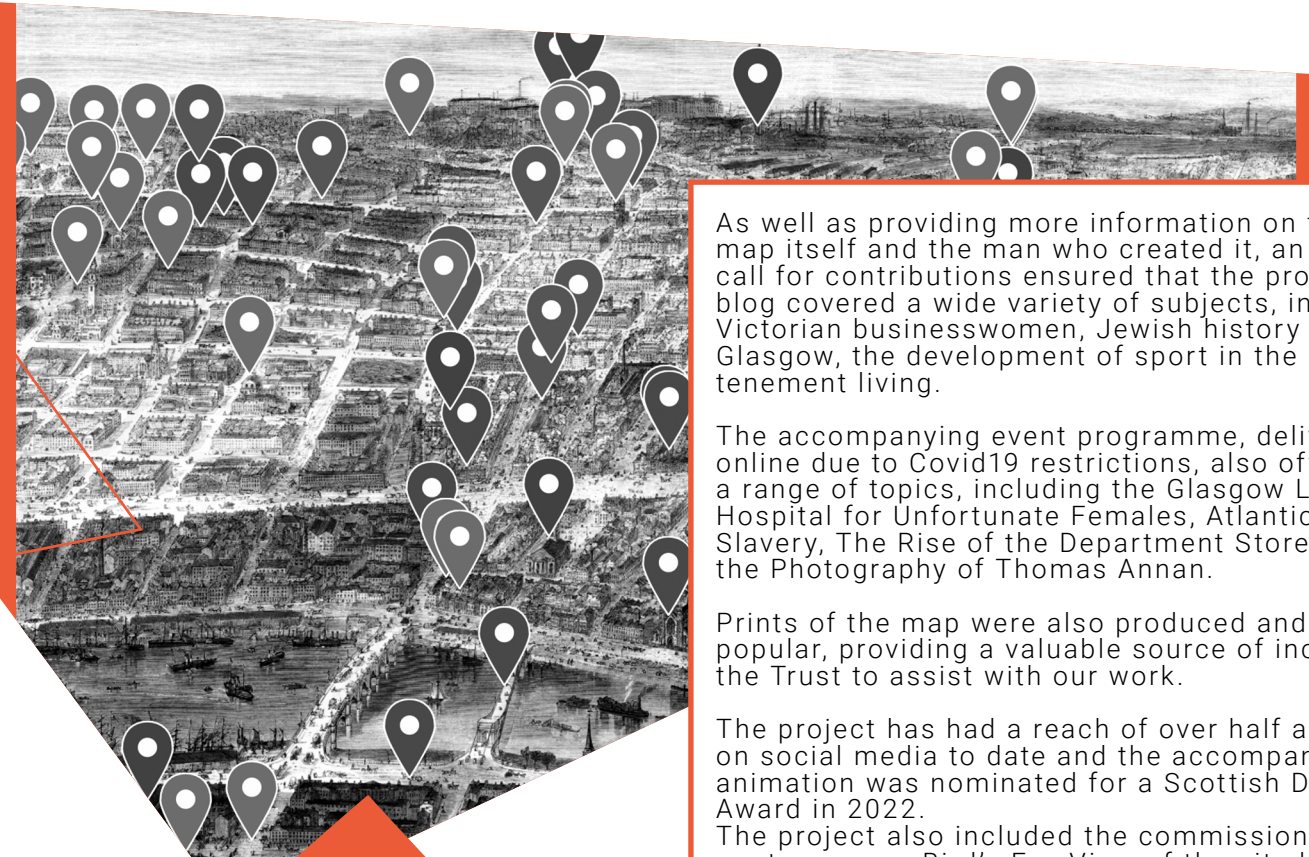 As well as providing more information on
map itself and the man who created it, an
call for contributions ensured that the
blog covered a wide variety of subjects,
Victorian businesswomen, Jewish history
Glasgow, the development of sport in the
tenement living.
The accompanying event programme,
online due to Covid19 restrictions, also
a range of topics, including the Glasgow
Hospital for Unfortunate Females, Atlantic
Slavery, The Rise of the Department Store
the Photography of Thomas Annan.
Prints of the map were also produced and
popular, providing a valuable source of
the Trust to assist with our work.
The project has had a reach of over half a
on social media to date and the
animation was nominated for a Scottish
Award in 2022.
The project also included the commission